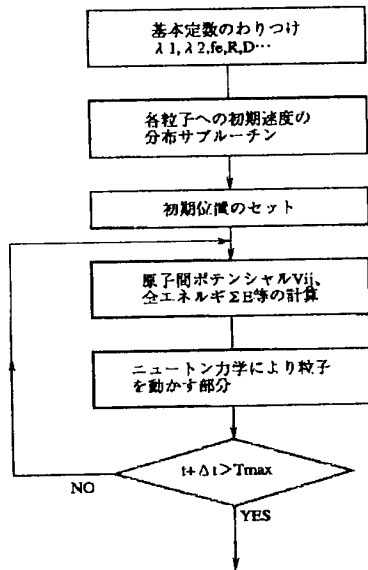 基本定数のわりつけ
λ1,λ2,fe,R,D…
各粒子への初期速度の
分布サブルーチン
初期位置のセット
原子間ポテンシャルVij、
全エネルギΣE等の計算
ニュートン力学により粒子
を動かす部分
t+Δt>Tmax
NO
YES